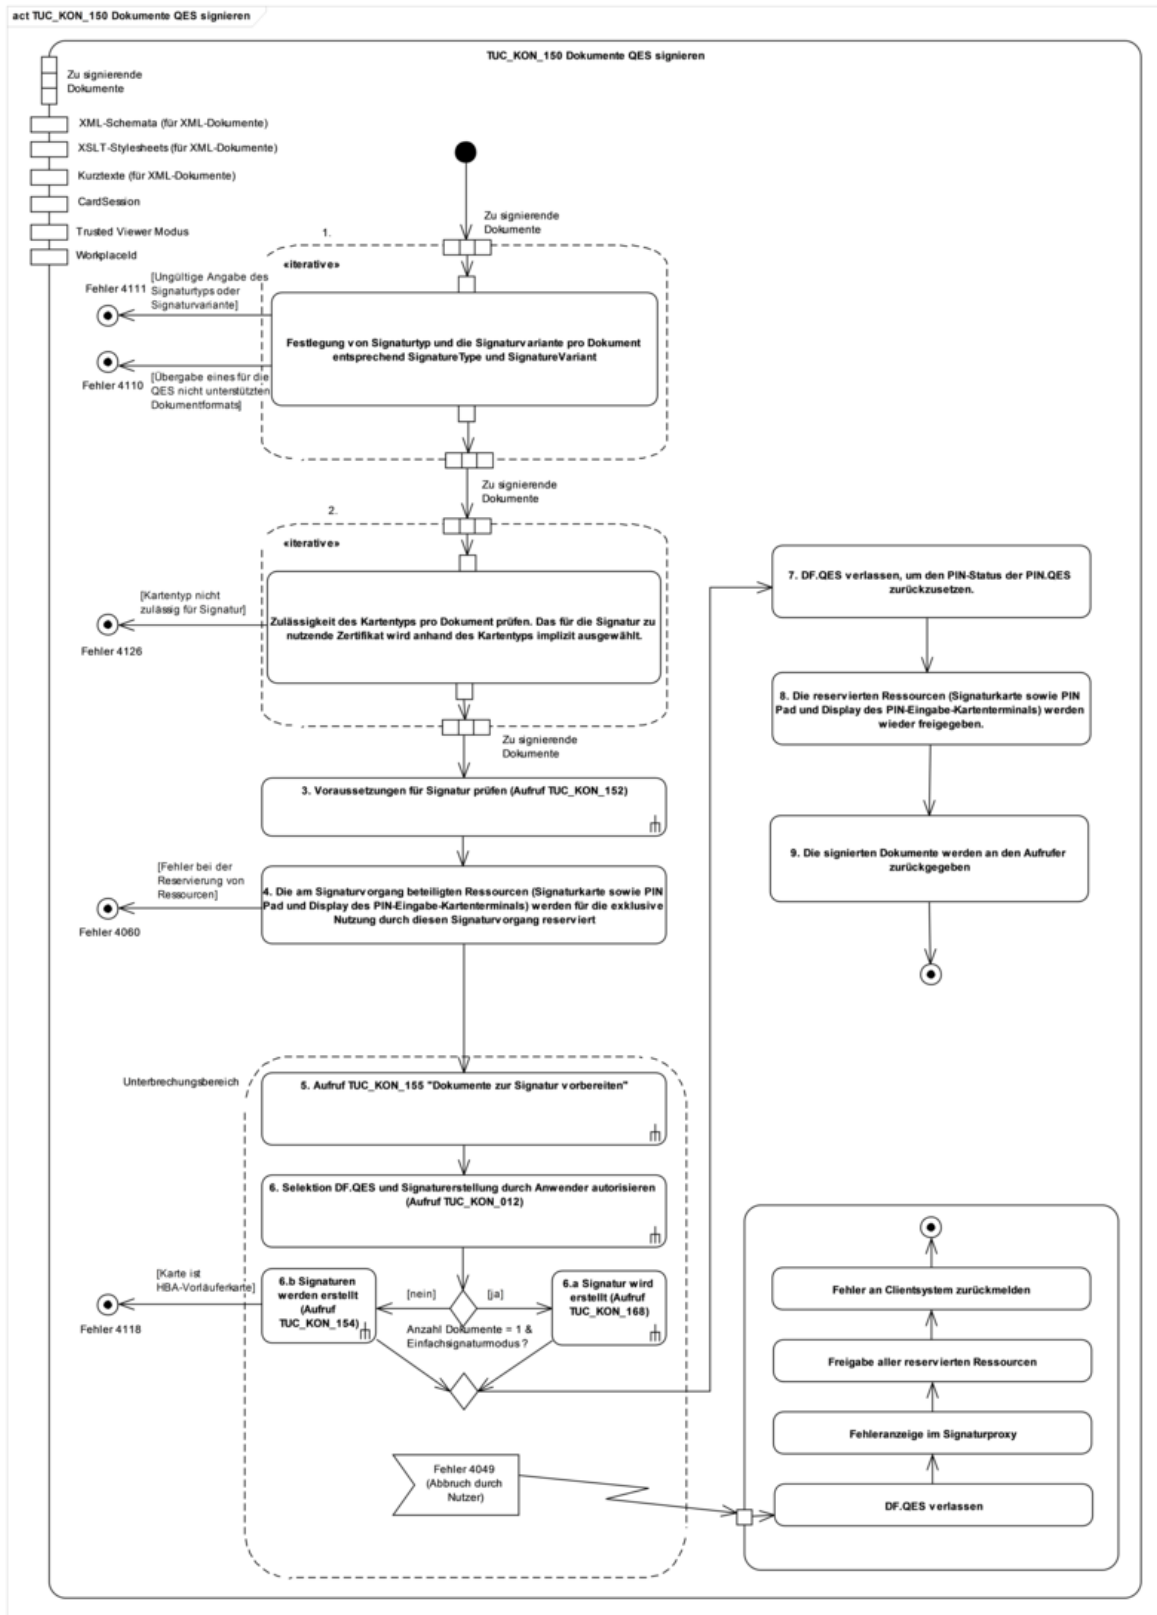 act TUC_KON_150 Dokumente QES signieren
TUC_KON_150 Dokumente QES signieren
Zu signierende
Dokumente
XML-Schemata (für XML-Dokumente)
XSLT-Stylesheets (für XML-Dokumente)
Kurztexte (für XML-Dokumente)
CardSession
Trusted Viewer Modus
WorkplaceId
Zu signierende
Dokumente
1.
«iterative»
[Ungültige Angabe des
Signaturtyps oder
Signaturvariante]
Fehler 4111
Festlegung von Signaturtyp und die Signaturvariante pro Dokument
entsprechend SignatureType und SignatureVariant
Fehler 4110
[Übergabe eines für die
QES nicht unterstützten
Dokumentformats]
Zu signierende
Dokumente
2.
«iterative»
[Kartentyp nicht
zulässig für Signatur]
Fehler 4126
Zulässigkeit des Kartentyps pro Dokument prüfen. Das für die Signatur zu
nutzende Zertifikat wird anhand des Kartentyps implizit ausgewählt.
Zu signierende
Dokumente
3. Voraussetzungen für Signatur prüfen (Aufruf TUC_KON_152)
[Fehler bei der
Reservierung von
Ressourcen]
Fehler 4060
4. Die am Signaturvorgang beteiligten Ressourcen (Signaturkarte sowie PIN
Pad und Display des PIN-Eingabe-Kartenterminals) werden für die exklusive
Nutzung durch diesen Signaturvorgang reserviert
Unterbrechungsbereich
5. Aufruf TUC_KON_155 "Dokumente zur Signatur vorbereiten"
6. Selektion DF.QES und Signaturerstellung durch Anwender autorisieren
(Aufruf TUC_KON_012)
[Karte ist
HBA-Vorläuferkarte]
Fehler 4118
6.b Signaturen
werden erstellt
(Aufruf
TUC_KON_154)
[nein]
[ja]
Anzahl Dokumente = 1 &
Einfachsignaturmodus?
6.a Signatur wird
erstellt (Aufruf
TUC_KON_168)
Fehler 4049
(Abbruch durch
Nutzer)
7. DF.QES verlassen, um den PIN-Status der PIN.QES
zurückzusetzen.
8. Die reservierten Ressourcen (Signaturkarte sowie PIN
Pad und Display des PIN-Eingabe-Kartenterminals) werden
wieder freigegeben.
9. Die signierten Dokumente werden an den Aufrufer
zurückgegeben
Fehler an Clientsystem zurückmelden
Freigabe aller reservierten Ressourcen
Fehleranzeige im Signaturproxy
DF.QES verlassen